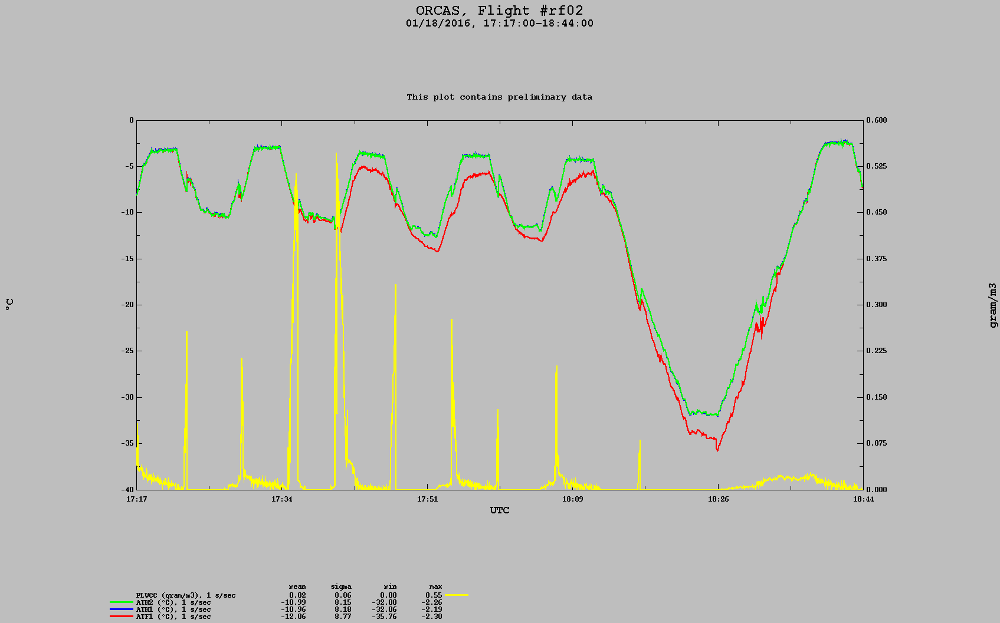 ORCAS, Flight #rf02
01/18/2016, 17:17:00-18:44:00
This plot contains preliminary data
0 0.600
-5 0.525
-10 0.450
-15 0.375
-20 0.300
-25 0.225
-30 0.150
-35 0.075
-40 0.000
°C
gram/m3
17:17 17:34 17:51 18:09 18:26 18:44
UTC
mean sigma min max
PLWCC (gram/m3), 1 s/sec 0.02 0.06 0.00 0.55
ATH2 (°C), 1 s/sec -10.99 8.15 -32.00 -2.26
ATH1 (°C), 1 s/sec -10.96 8.18 -32.06 -2.19
ATF1 (°C), 1 s/sec -12.06 8.77 -35.76 -2.30